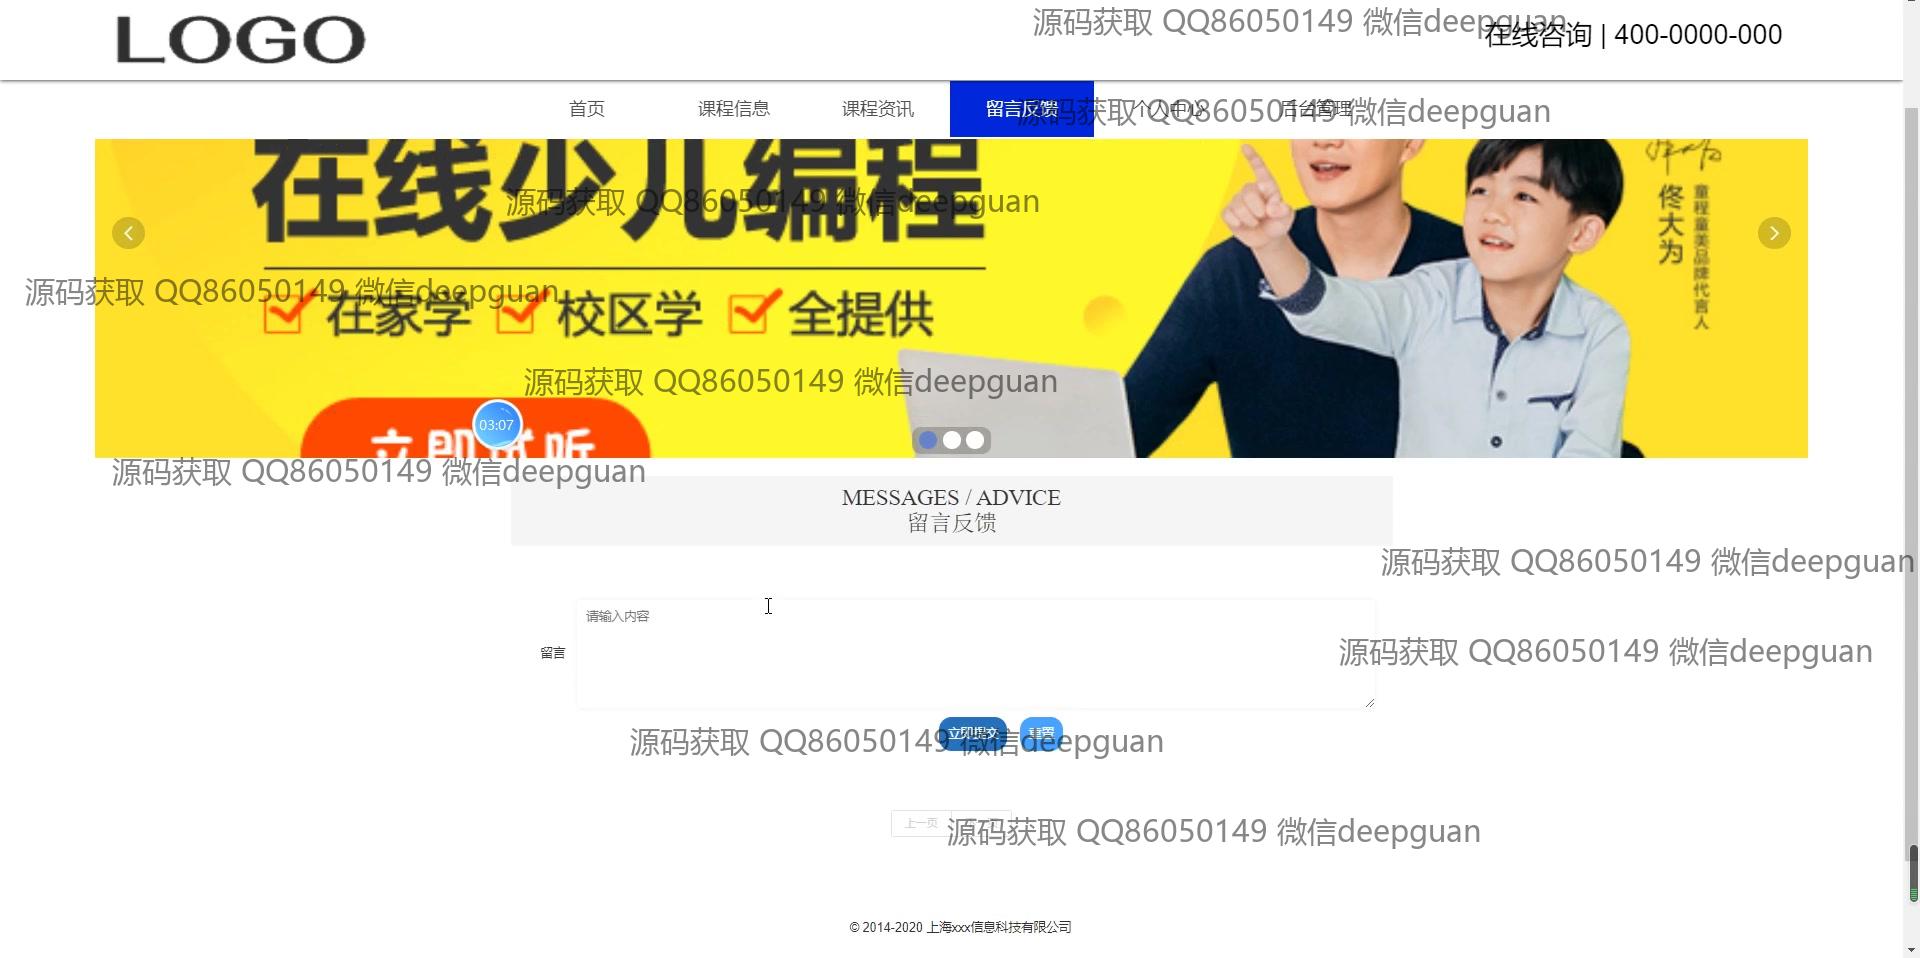 LOGO
源码获取 QQ86050149 微信deepguan
在线咨询 | 400-0000-000
首页
课程信息
课程资讯
留言反馈
个人中心
后台管理
源码获取 QQ86050149 微信deepguan
在线少儿编程
源码获取 QQ86050149 微信deepguan
佟大为
童程童美品牌代言人
源码获取 QQ86050149 微信deepguan
在家学
校区学
全提供
源码获取 QQ86050149 微信deepguan
03:07
立即试听
源码获取 QQ86050149 微信deepguan
MESSAGES / ADVICE
留言反馈
源码获取 QQ86050149 微信deepguan
请输入内容
留言
源码获取 QQ86050149 微信deepguan
立即提交
重置
源码获取 QQ86050149 微信deepguan
上一页
源码获取 QQ86050149 微信deepguan
© 2014-2020 上海xxx信息科技有限公司